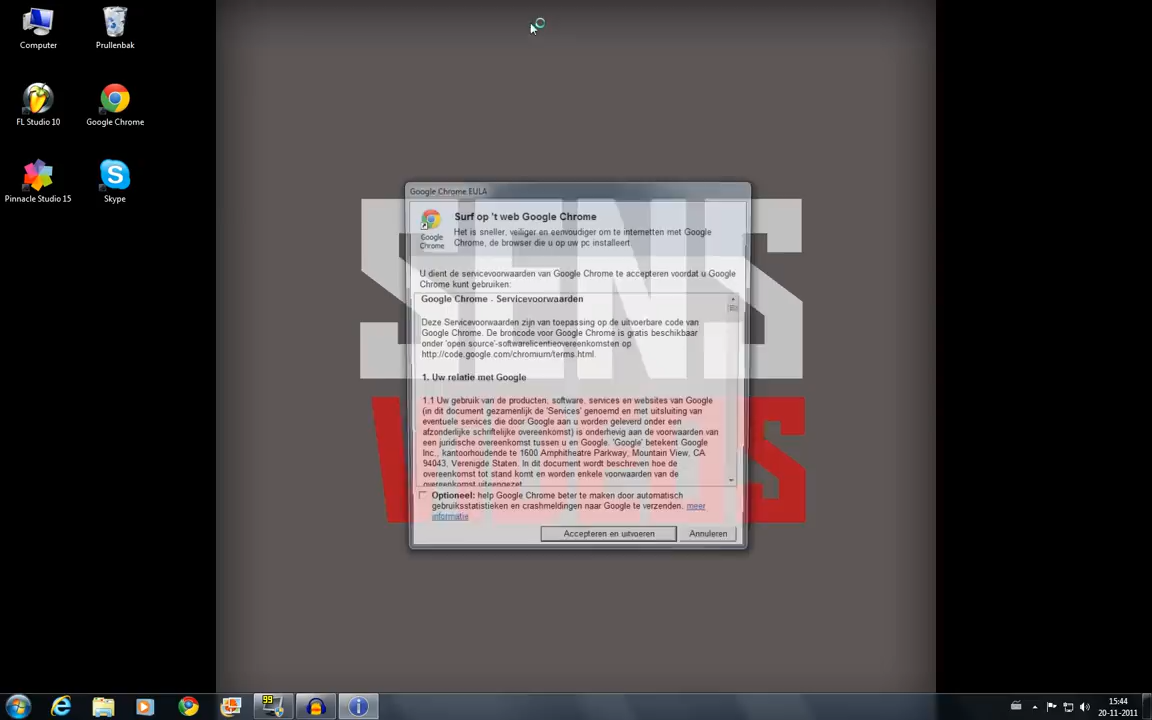 Computer
Prullenbak
FL Studio 10
Google Chrome
Pinnacle Studio 15
Skype
SENS
Google Chrome EULA
Google Chrome
Surf op 't web Google Chrome
Het is sneller, veiliger en eenvoudiger om te internetten met Google
Chrome, de browser die u op uw pc installeert.
U dient de servicevoorwaarden van Google Chrome te accepteren voordat u Google
Chrome kunt gebruiken:
Google Chrome - Servicevoorwaarden
Deze Servicevoorwaarden zijn van toepassing op de uitvoerbare code van
Google Chrome. De broncode voor Google Chrome is gratis beschikbaar
onder 'open source'-softwarelicentieovereenkomsten op
http://code.google.com/chromium/terms.html.
1. Uw relatie met Google
1.1 Uw gebruik van de producten, software, services en websites van Google
(in dit document gezamenlijk de 'Services' genoemd en met uitsluiting van
eventuele services die door Google aan u worden geleverd onder een
afzonderlijke schriftelijke overeenkomst) is onderhevig aan de voorwaarden van
een juridische overeenkomst tussen u en Google. 'Google' betekent Google
Inc., kantoorhoudende te 1600 Amphitheatre Parkway, Mountain View, CA
94043, Verenigde Staten. In dit document wordt beschreven hoe de
overeenkomst tot stand komt en worden enkele voorwaarden van de
overeenkomst uiteengezet.
Optioneel: help Google Chrome beter te maken door automatisch
gebruiksstatistieken en crashmeldingen naar Google te verzenden. meer
informatie
Accepteren en uitvoeren
Annuleren
99
15:44
20-11-2011